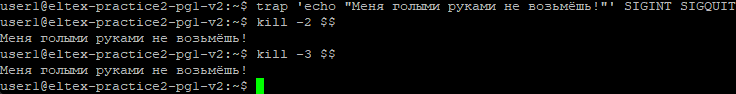 user1@eltex-practice2-pg1-v2:~$ trap 'echo "Меня голыми руками не возьмёшь!"' SIGINT SIGQUIT
user1@eltex-practice2-pg1-v2:~$ kill -2 $$
Меня голыми руками не возьмёшь!
user1@eltex-practice2-pg1-v2:~$ kill -3 $$
Меня голыми руками не возьмёшь!
user1@eltex-practice2-pg1-v2:~$